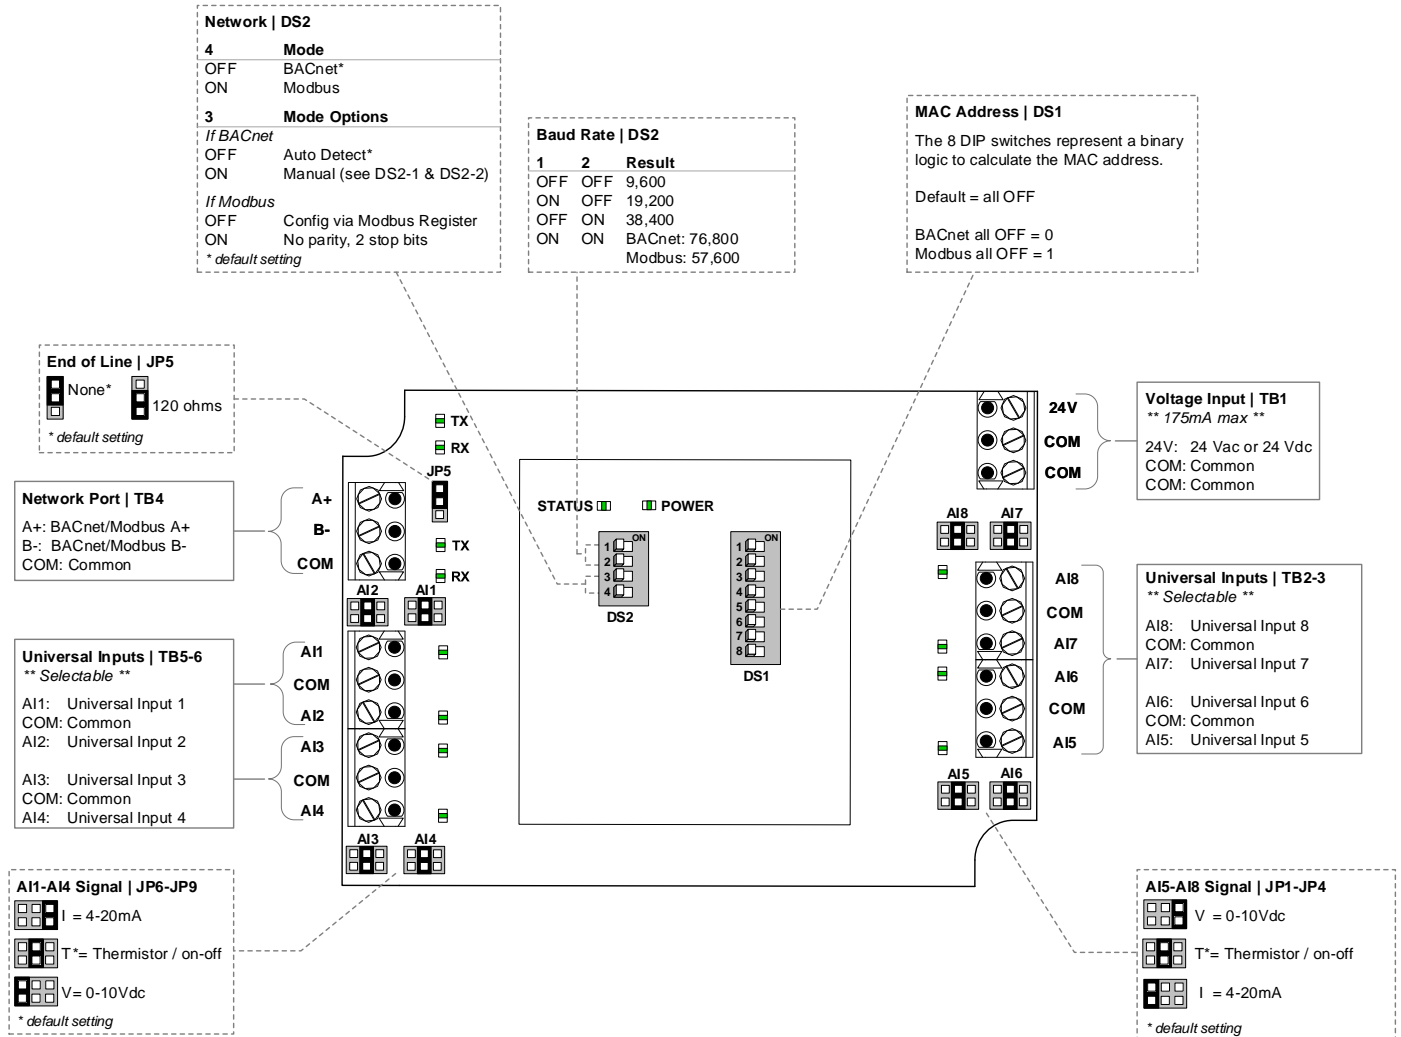 Network | DS2
4 Mode
OFF BACnet*
ON Modbus
3 Mode Options
If BACnet
OFF Auto Detect*
ON Manual (see DS2-1 & DS2-2)
If Modbus
OFF Config via Modbus Register
ON No parity, 2 stop bits
* default setting
Baud Rate | DS2
1 2 Result
OFF OFF 9,600
ON OFF 19,200
OFF ON 38,400
ON ON BACnet: 76,800
Modbus: 57,600
MAC Address | DS1
The 8 DIP switches represent a binary
logic to calculate the MAC address.
Default = all OFF
BACnet all OFF = 0
Modbus all OFF = 1
End of Line | JP5
None*
120 ohms
* default setting
Network Port | TB4
A+: BACnet/Modbus A+
B-: BACnet/Modbus B-
COM: Common
Universal Inputs | TB5-6
** Selectable **
AI1: Universal Input 1
COM: Common
AI2: Universal Input 2
AI3: Universal Input 3
COM: Common
AI4: Universal Input 4
AI1-AI4 Signal | JP6-JP9
I = 4-20mA
T*= Thermistor / on-off
V= 0-10Vdc
* default setting
A+
B-
COM
AI1
COM
AI2
AI3
COM
AI4
TX
RX
JP5
TX
RX
AI2 AI1
AI3 AI4
STATUS POWER
ON
1
2
3
4
DS2
ON
1
2
3
4
5
6
7
8
DS1
24V
COM
COM
AI8 AI7
AI8
COM
AI7
AI6
COM
AI5
AI5 AI6
Voltage Input | TB1
** 175mA max **
24V: 24 Vac or 24 Vdc
COM: Common
COM: Common
Universal Inputs | TB2-3
** Selectable **
AI8: Universal Input 8
COM: Common
AI7: Universal Input 7
AI6: Universal Input 6
COM: Common
AI5: Universal Input 5
AI5-AI8 Signal | JP1-JP4
V = 0-10Vdc
T*= Thermistor / on-off
I = 4-20mA
* default setting